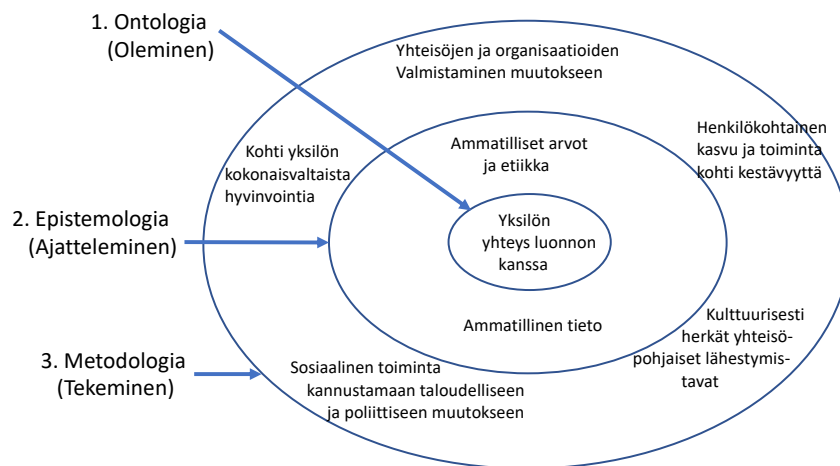 1. Ontologia
(Oleminen)
Yhteisöjen ja organisaatioiden
Valmistaminen muutokseen
Henkilökohtainen
kasvu ja toiminta
kohti kestävyyttä
Kohti yksilön
kokonaisvaltaista
hyvinvointia
Ammatilliset arvot
ja etiikka
2. Epistemologia
(Ajatteleminen)
Yksilön
yhteys luonnon
kanssa
Ammatillinen tieto
Kulttuurisesti
herkät yhteisö-
pohjaiset lähestymis-
tavat
3. Metodologia
(Tekeminen)
Sosiaalinen toiminta
kannustamaan taloudelliseen
ja poliittiseen muutokseen